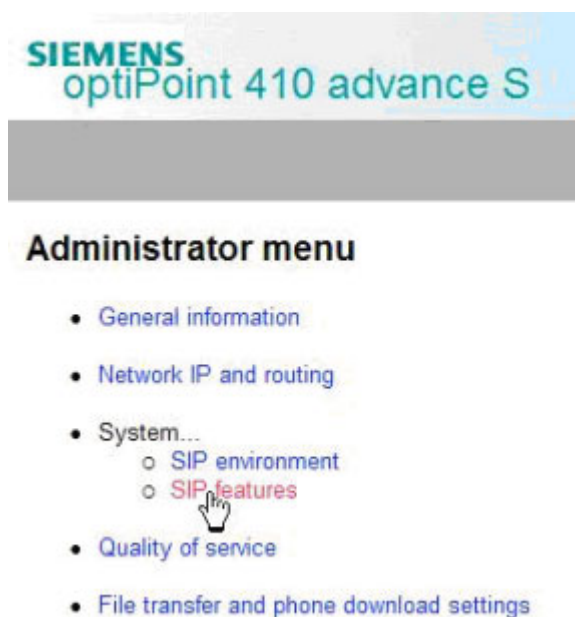 SIEMENS
optiPoint 410 advance S
Administrator menu
General information
Network IP and routing
System...
SIP environment
SIP features
Quality of service
File transfer and phone download settings